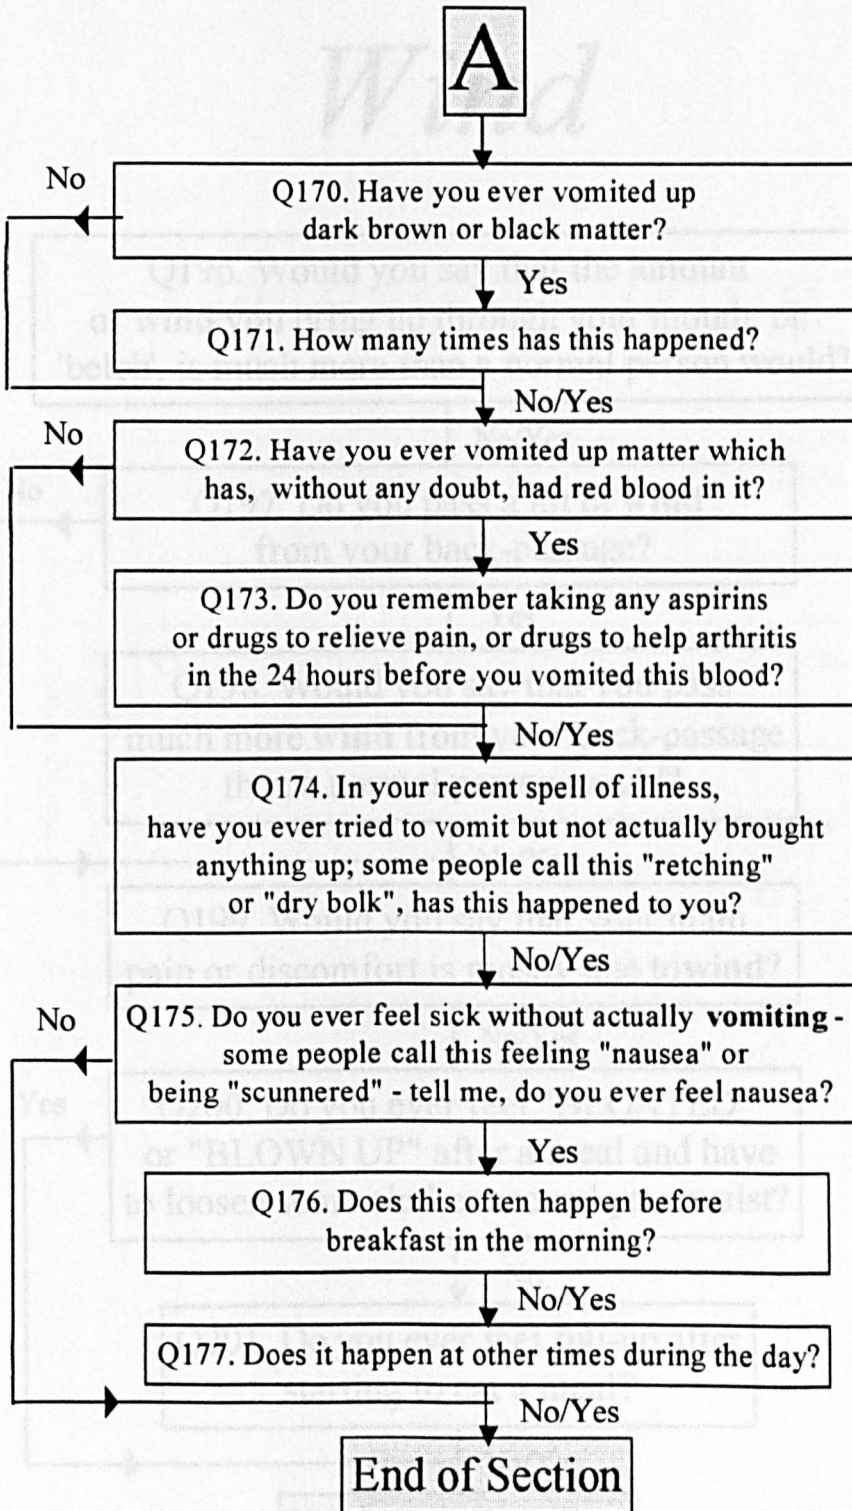 A
No
Q170. Have you ever vomited up
dark brown or black matter?
Yes
Q171. How many times has this happened?
No/Yes
No
Q172. Have you ever vomited up matter which
has, without any doubt, had red blood in it?
Yes
Q173. Do you remember taking any aspirins
or drugs to relieve pain, or drugs to help arthritis
in the 24 hours before you vomited this blood?
No/Yes
Q174. In your recent spell of illness,
have you ever tried to vomit but not actually brought
anything up; some people call this "retching"
or "dry bolk", has this happened to you?
No/Yes
No
Q175. Do you ever feel sick without actually vomiting -
some people call this feeling "nausea" or
being "scunnered" - tell me, do you ever feel nausea?
Yes
Q176. Does this often happen before
breakfast in the morning?
No/Yes
Q177. Does it happen at other times during the day?
No/Yes
End of Section